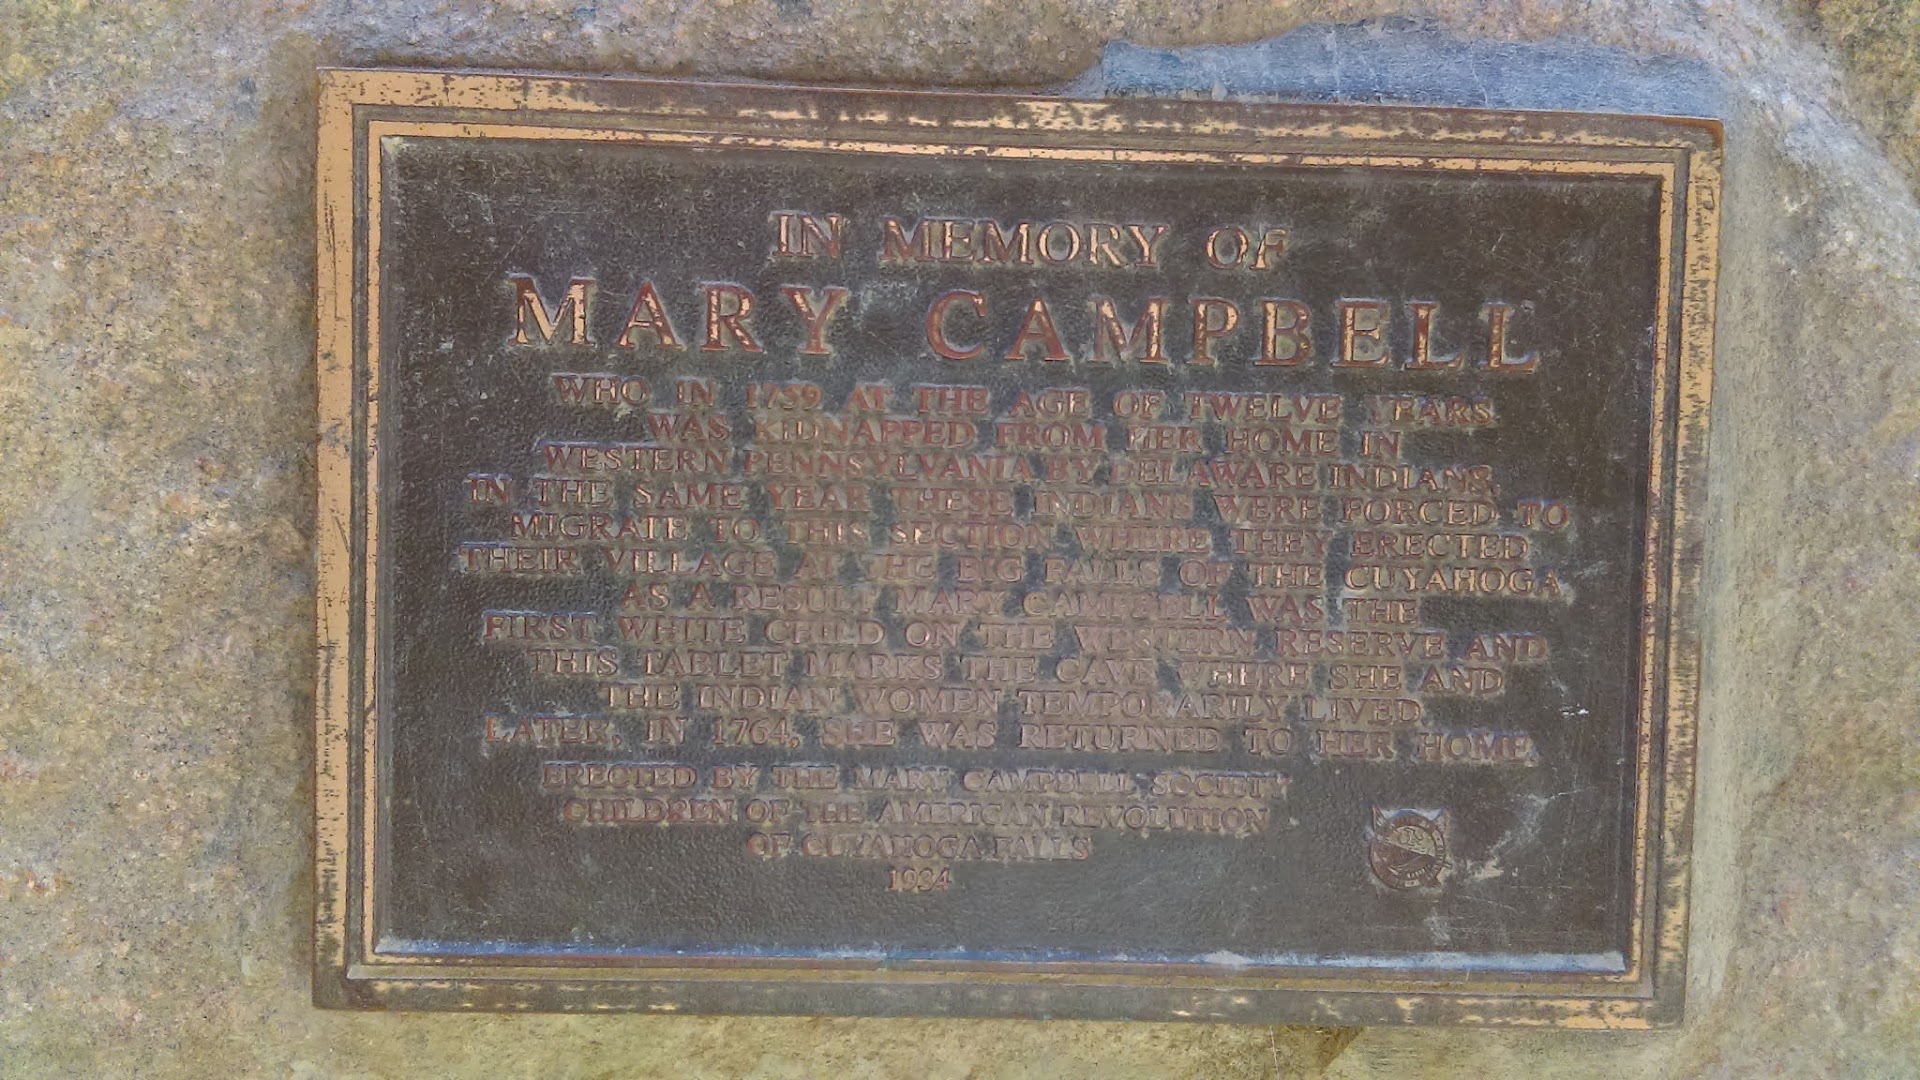 IN MEMORY OF
MARY CAMPBELL
WHO IN 1759 AT THE AGE OF TWELVE YEARS
WAS KIDNAPPED FROM HER HOME IN
WESTERN PENNSYLVANIA BY DELAWARE INDIANS.
IN THE SAME YEAR THESE INDIANS WERE FORCED TO
MIGRATE TO THIS SECTION WHERE THEY ERECTED
THEIR VILLAGE AT THE BIG FALLS OF THE CUYAHOGA
AS A RESULT MARY CAMPBELL WAS THE
FIRST WHITE CHILD ON THE WESTERN RESERVE AND
THIS TABLET MARKS THE CAVE WHERE SHE AND
THE INDIAN WOMEN TEMPORARILY LIVED
LATER, IN 1764, SHE WAS RETURNED TO HER HOME.
ERECTED BY THE MARY CAMPBELL SOCIETY
CHILDREN OF THE AMERICAN REVOLUTION
OF CUYAHOGA FALLS
1934